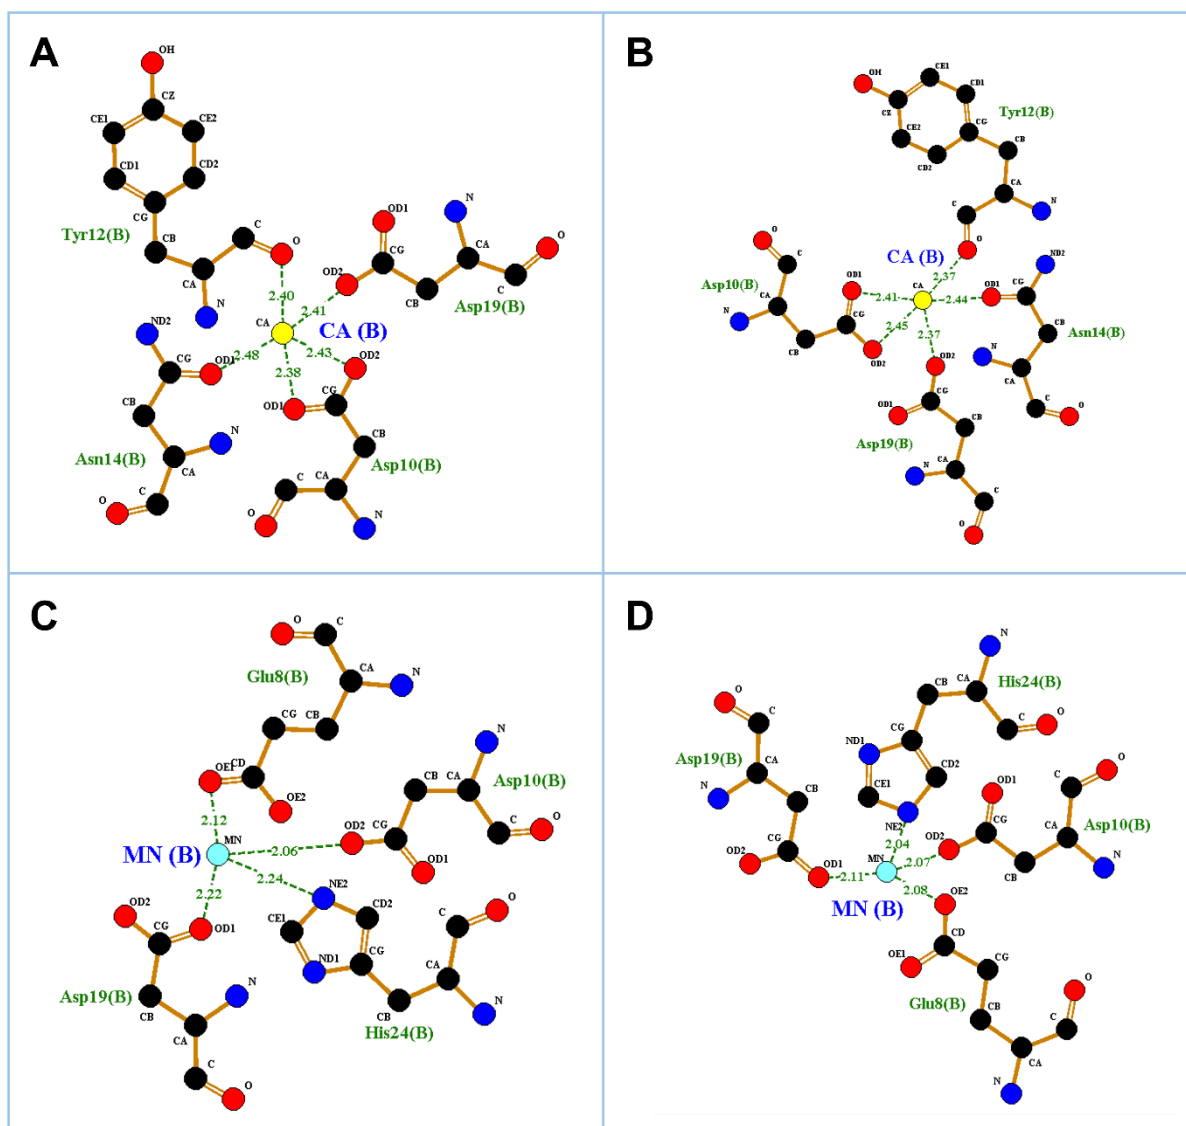 A
OH
CZ
CE1
CE2
CD1
CD2
CG
Tyr12(B)
CB
C
O
CA
N
OD1
N
CG
CA
O
OD2
CB
C
Asp19(B)
2.40
2.41
CA
CA (B)
ND2
CG
OD1
2.48
2.43
2.38
OD2
CB
N
Asn14(B)
CA
C
O
CG
OD1
CB
Asp10(B)
C
CA
O
N
B
OH
CE1
CD1
CZ
CG
CE2
CD2
Tyr12(B)
CB
CA
N
C
O
O
C
CA (B)
2.37
ND2
Asp10(B)
OD1
CA
OD1
CG
CA
2.41
2.44
N
CG
CB
Asn14(B)
CB
2.45
OD2
2.37
OD2
N
CA
C
O
CG
OD1
CB
Asp19(B)
CA
N
C
O
C
O
C
Glu8(B)
CA
N
CG
CB
OE1
CD
OE2
N
CB
CA
Asp10(B)
2.12
MN
MN (B)
2.06
OD2
CG
C
O
OD1
2.24
2.22
NE2
OD2
CG
OD1
CE1
CD2
C
O
ND1
CG
CA
Asp19(B)
CB
N
CA
CB
N
His24(B)
C
O
D
N
CB
CA
His24(B)
O
C
CG
C
O
ND1
Asp19(B)
CA
CD2
N
CB
CE1
OD1
C
O
NE2
CG
CA
Asp10(B)
CG
OD2
2.04
OD2
OD1
MN
2.07
CB
N
2.11
2.08
MN (B)
OE2
CD
OE1
CG
O
Glu8(B)
CB
C
CA
N